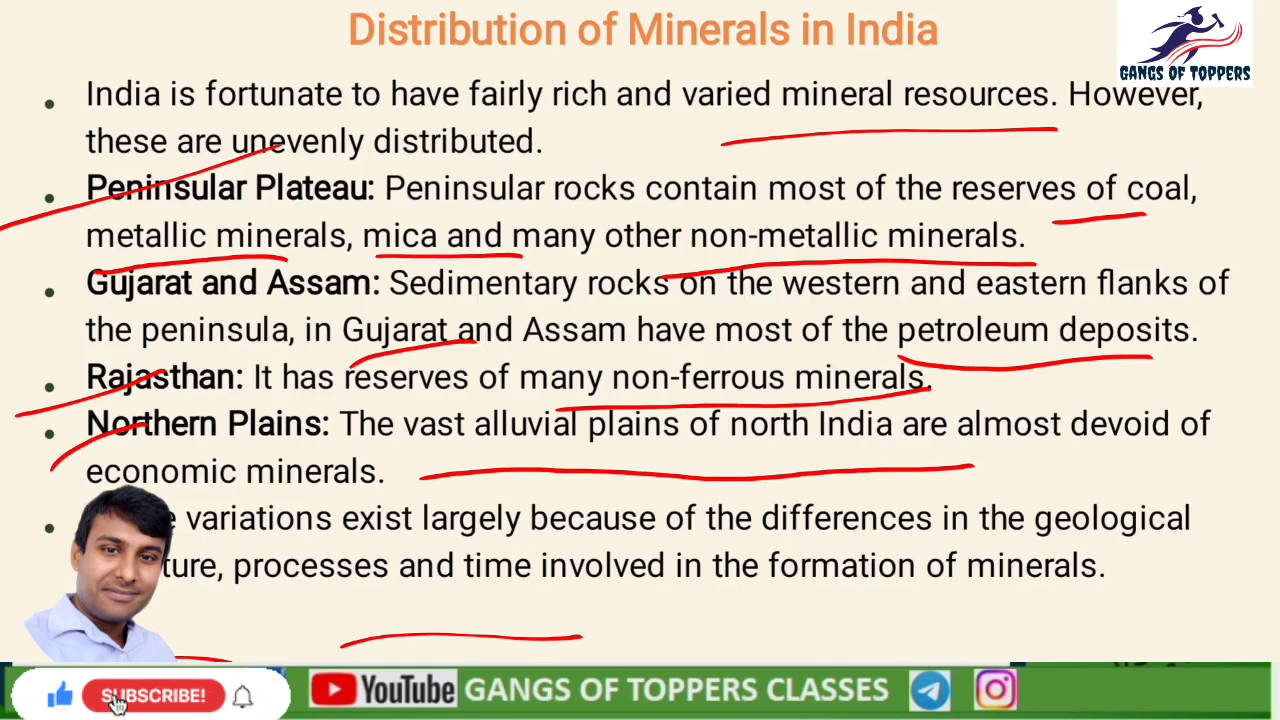 Distribution of Minerals in India
GANGS OF TOPPERS
• India is fortunate to have fairly rich and varied mineral resources. However,
these are unevenly distributed.
• Peninsular Plateau: Peninsular rocks contain most of the reserves of coal,
metallic minerals, mica and many other non-metallic minerals.
• Gujarat and Assam: Sedimentary rocks on the western and eastern flanks of
the peninsula, in Gujarat and Assam have most of the petroleum deposits.
• Rajasthan: It has reserves of many non-ferrous minerals.
• Northern Plains: The vast alluvial plains of north India are almost devoid of
economic minerals.
• variations exist largely because of the differences in the geological
processes and time involved in the formation of minerals.
SUBSCRIBE!
YouTube GANGS OF TOPPERS CLASSES